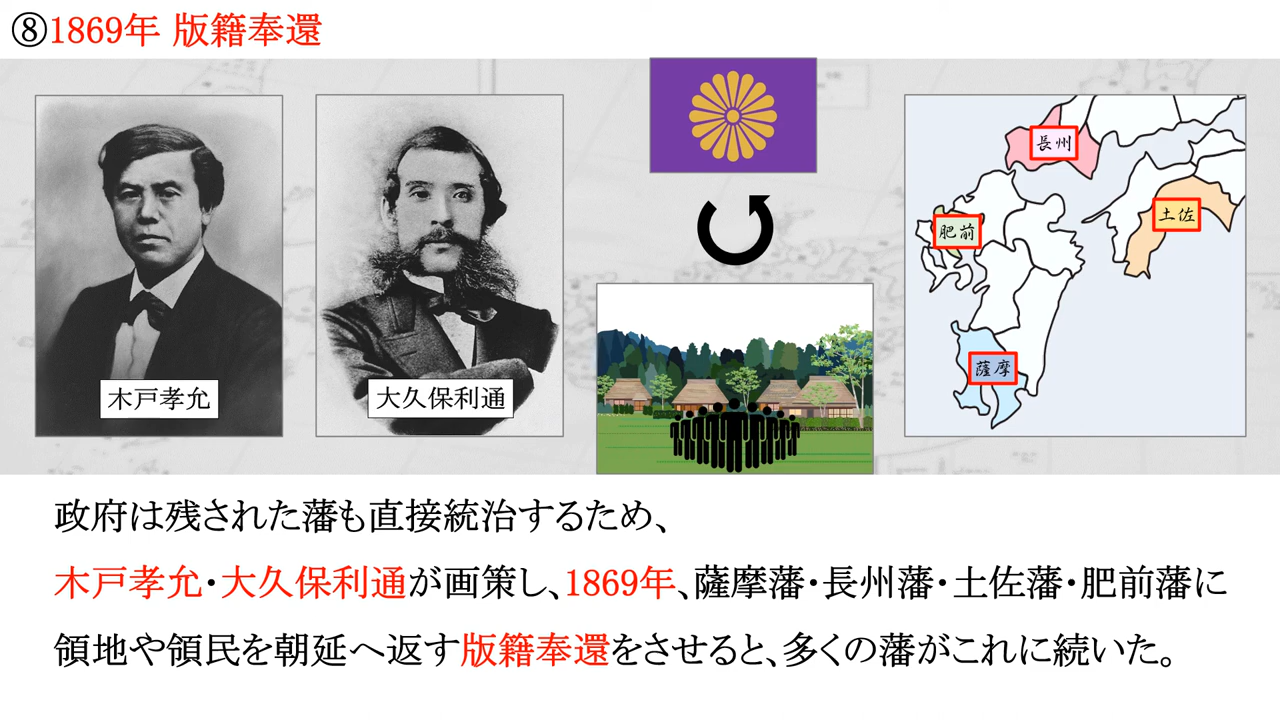 ⑧1869年 版籍奉還
木戸孝允
大久保利通
長州
土佐
肥前
薩摩
政府は残された藩も直接統治するため、
木戸孝允・大久保利通が画策し、1869年、薩摩藩・長州藩・土佐藩・肥前藩に
領地や領民を朝廷へ返す版籍奉還をさせると、多くの藩がこれに続いた。